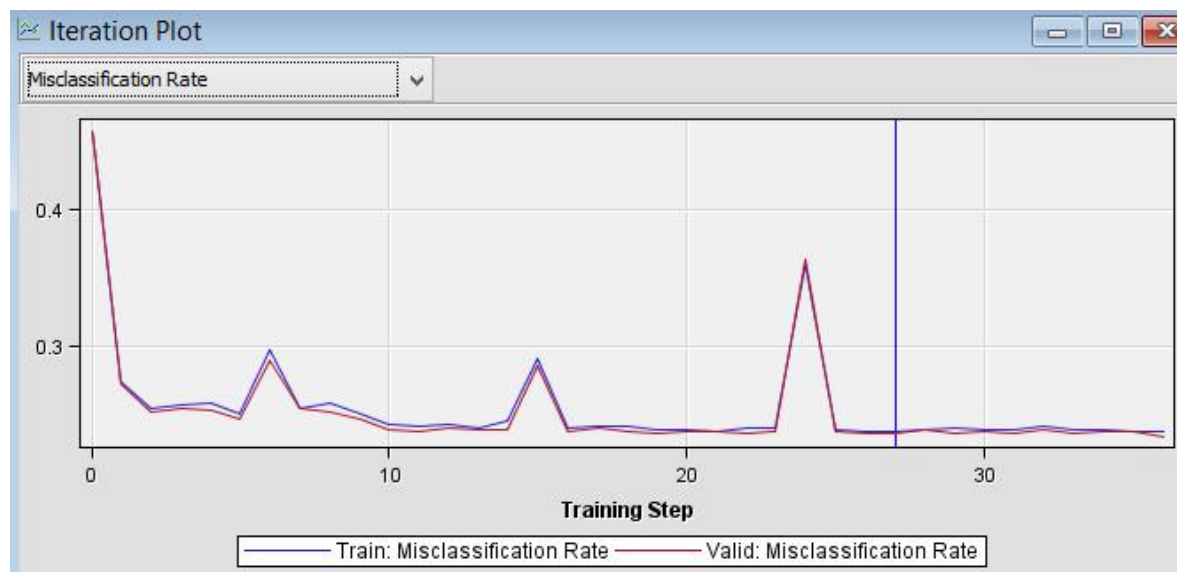 Iteration Plot
Misclassification Rate
0.4
0.3
0 10 20 30
Training Step
Train: Misclassification Rate Valid: Misclassification Rate